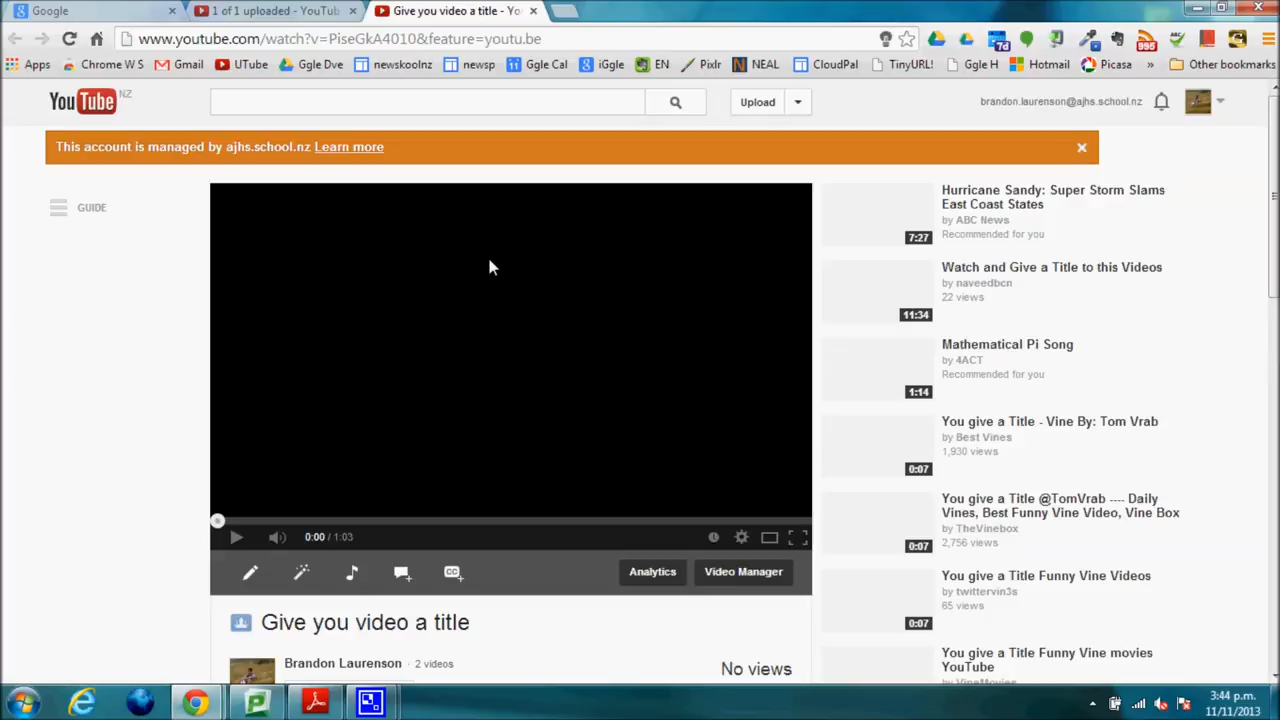 Google
1 of 1 uploaded - YouTube
Give you video a title -
www.youtube.com/watch?v=PiseGkA4010&feature=youtu.be
7d
995
Apps Chrome W S Gmail UTube Gglle Dve newskoolnz newsp Ggle Cal iGgle EN Pixlr NEAL CloudPal TinyURL! Ggle H Hotmail Picasa » Other bookmarks
YouTube NZ
Upload
brandon.laurenson@ajhs.school.nz
This account is managed by ajhs.school.nz Learn more
GUIDE
Hurricane Sandy: Super Storm Slams
East Coast States
by ABC News
Recommended for you
7:27
Watch and Give a Title to this Videos
by naveedbcn
22 views
11:34
Mathematical Pi Song
by 4ACT
Recommended for you
1:14
You give a Title - Vine By: Tom Vrab
by Best Vines
1,930 views
0:07
You give a Title @TomVrab ---- Daily
Vines, Best Funny Vine Video, Vine Box
by TheVinebox
2,756 views
0:07
You give a Title Funny Vine Videos
by twittervin3s
65 views
0:07
You give a Title Funny Vine movies
YouTube
by VineMovies
0:00 / 1:03
CC
Analytics
Video Manager
Give you video a title
Brandon Laurenson · 2 videos
No views
3:44 p.m.
11/11/2013